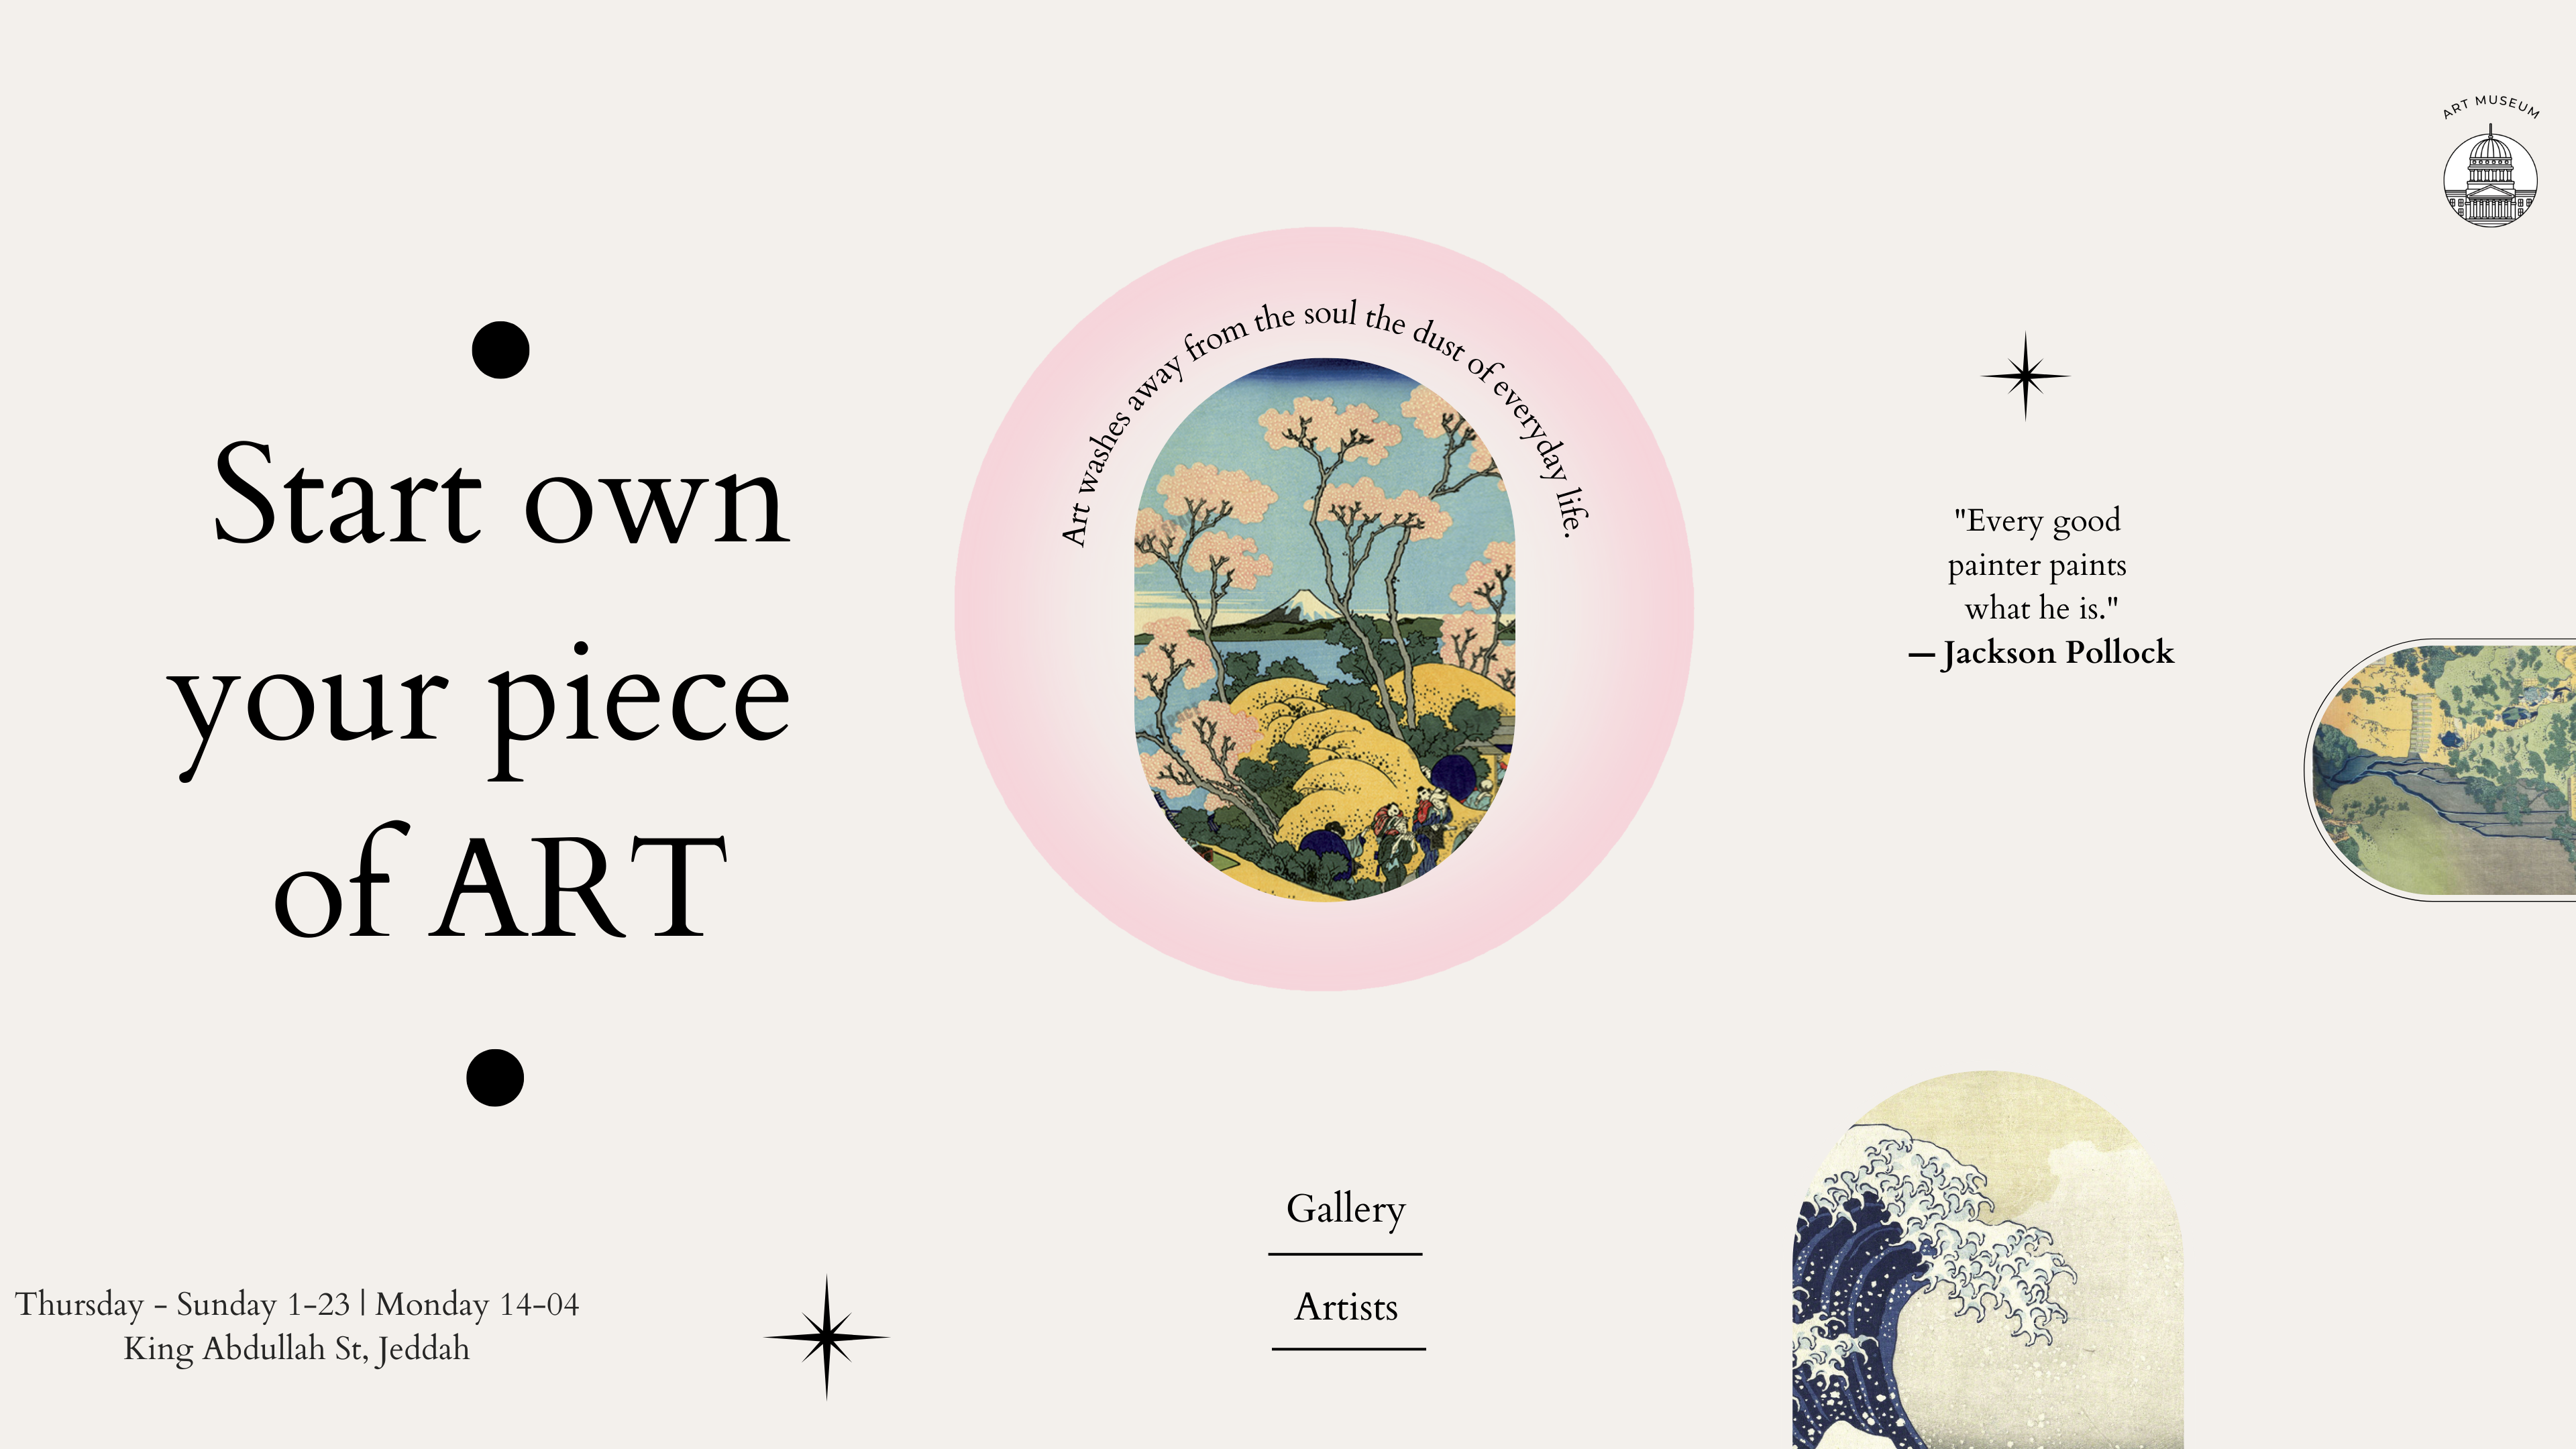 ART MUSEUM
Start own
your piece
of ART
Art washes away from the soul the dust of everyday life.
"Every good
painter paints
what he is."
— Jackson Pollock
Gallery
Artists
Thursday - Sunday 1-23 | Monday 14-04
King Abdullah St, Jeddah